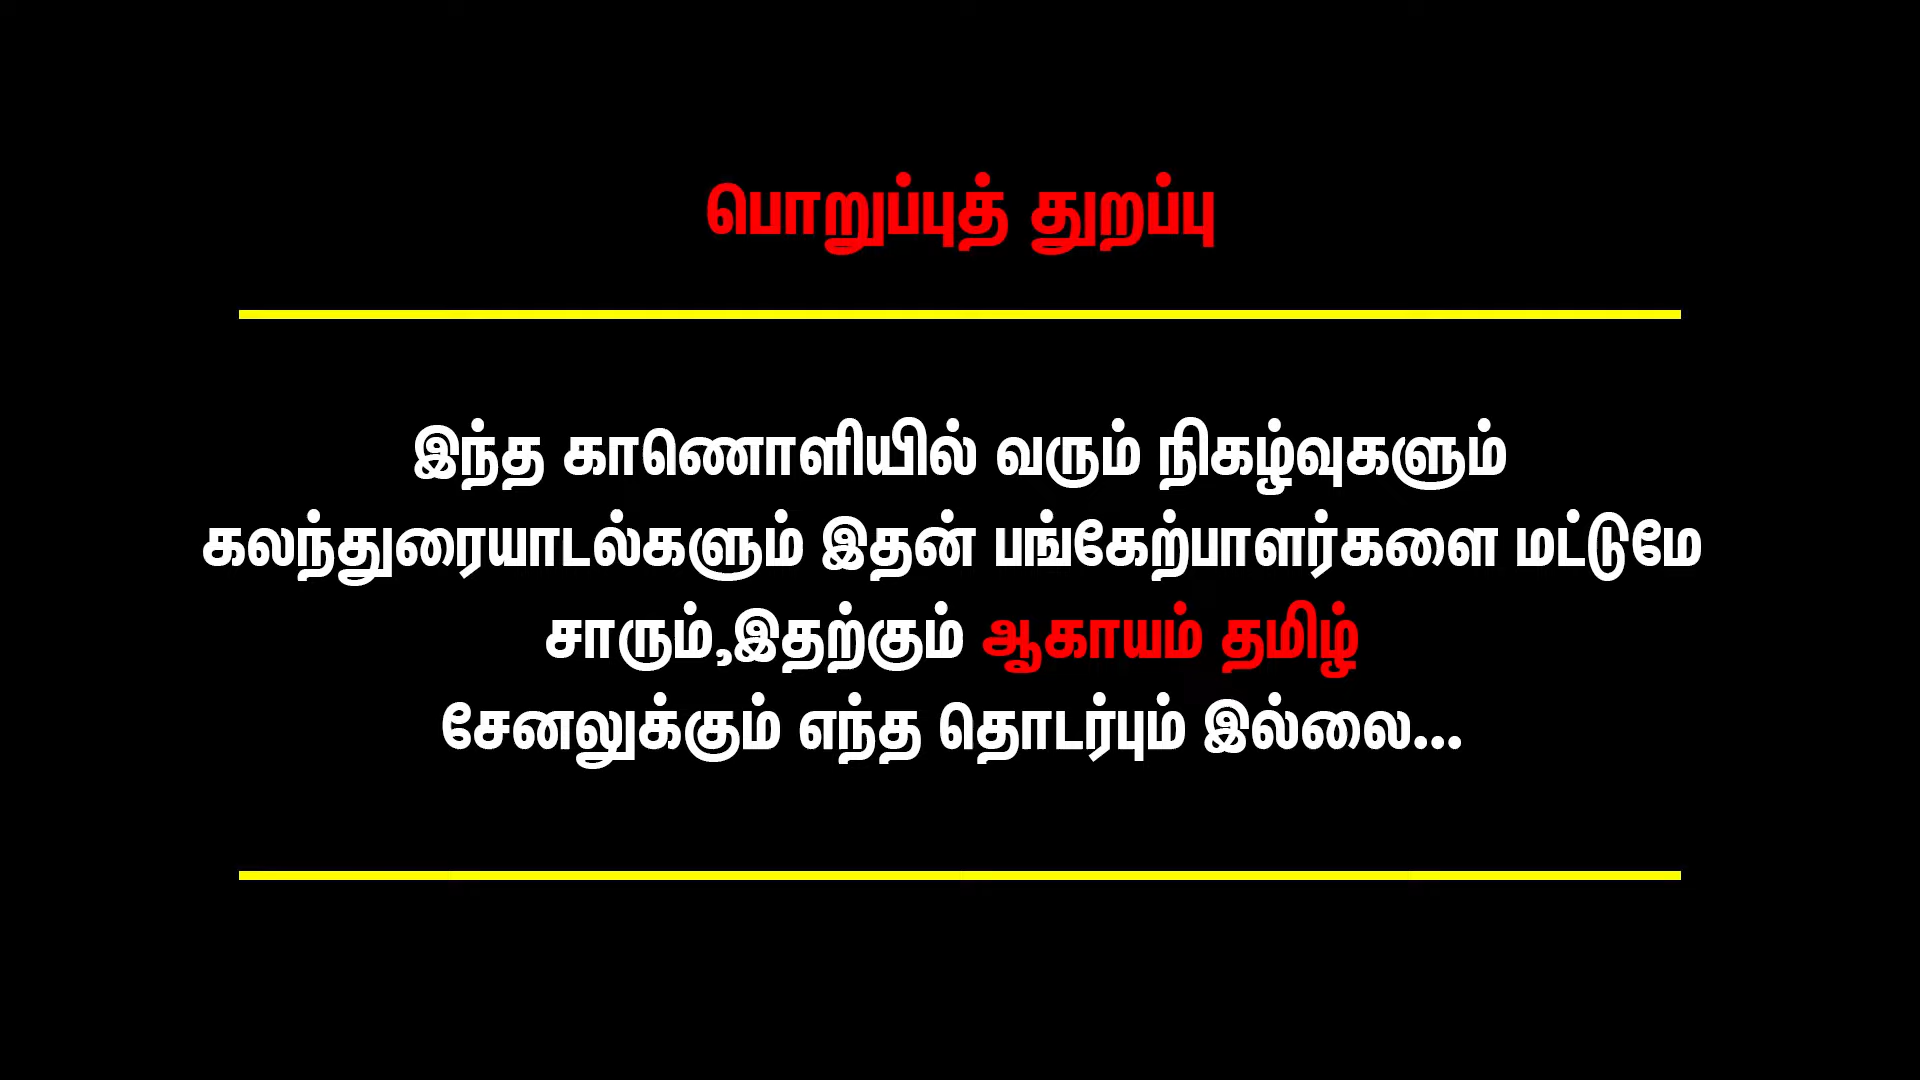 பொறுப்புத் துறப்பு
இந்த காணொளியில் வரும் நிகழ்வுகளும்
கலந்துரையாடல்களும் இதன் பங்கேற்பாளர்களை மட்டுமே
சாரும்,இதற்கும் ஆகாயம் தமிழ்
சேனலுக்கும் எந்த தொடர்பும் இல்லை...